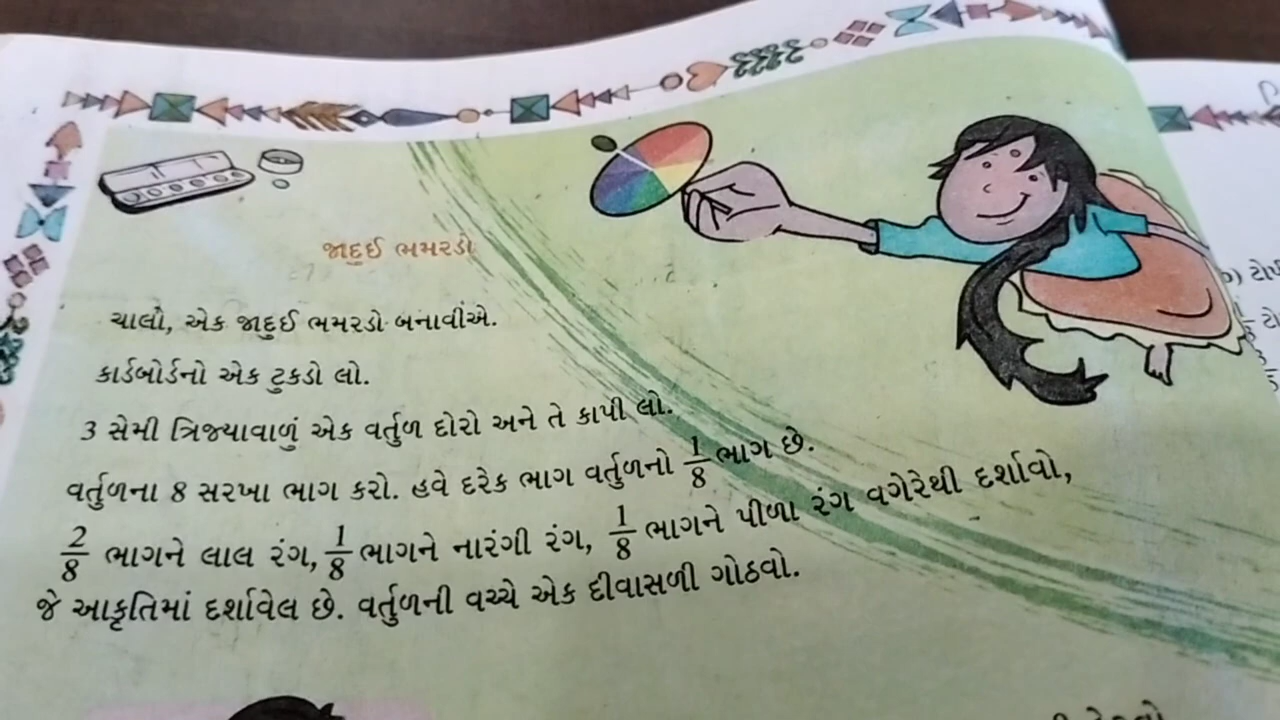 જાદુઈ ભમરડો
ચાલો, એક જાદુઈ ભમરડો બનાવીએ.
કાર્ડબોર્ડનો એક ટુકડો લો.
3 સેમી ત્રિજ્યાવાળું એક વર્તુળ દોરો અને તે કાપી લો.
વર્તુળના 8 સરખા ભાગ કરો. હવે દરેક ભાગ વર્તુળનો 1/8 ભાગ છે.
2/8 ભાગને લાલ રંગ, 1/8 ભાગને નારંગી રંગ, 1/8 ભાગને પીળા રંગ વગેરેથી દર્શાવો,
જે આકૃતિમાં દર્શાવેલ છે. વર્તુળની વચ્ચે એક દીવાસળી ગોઠવો.